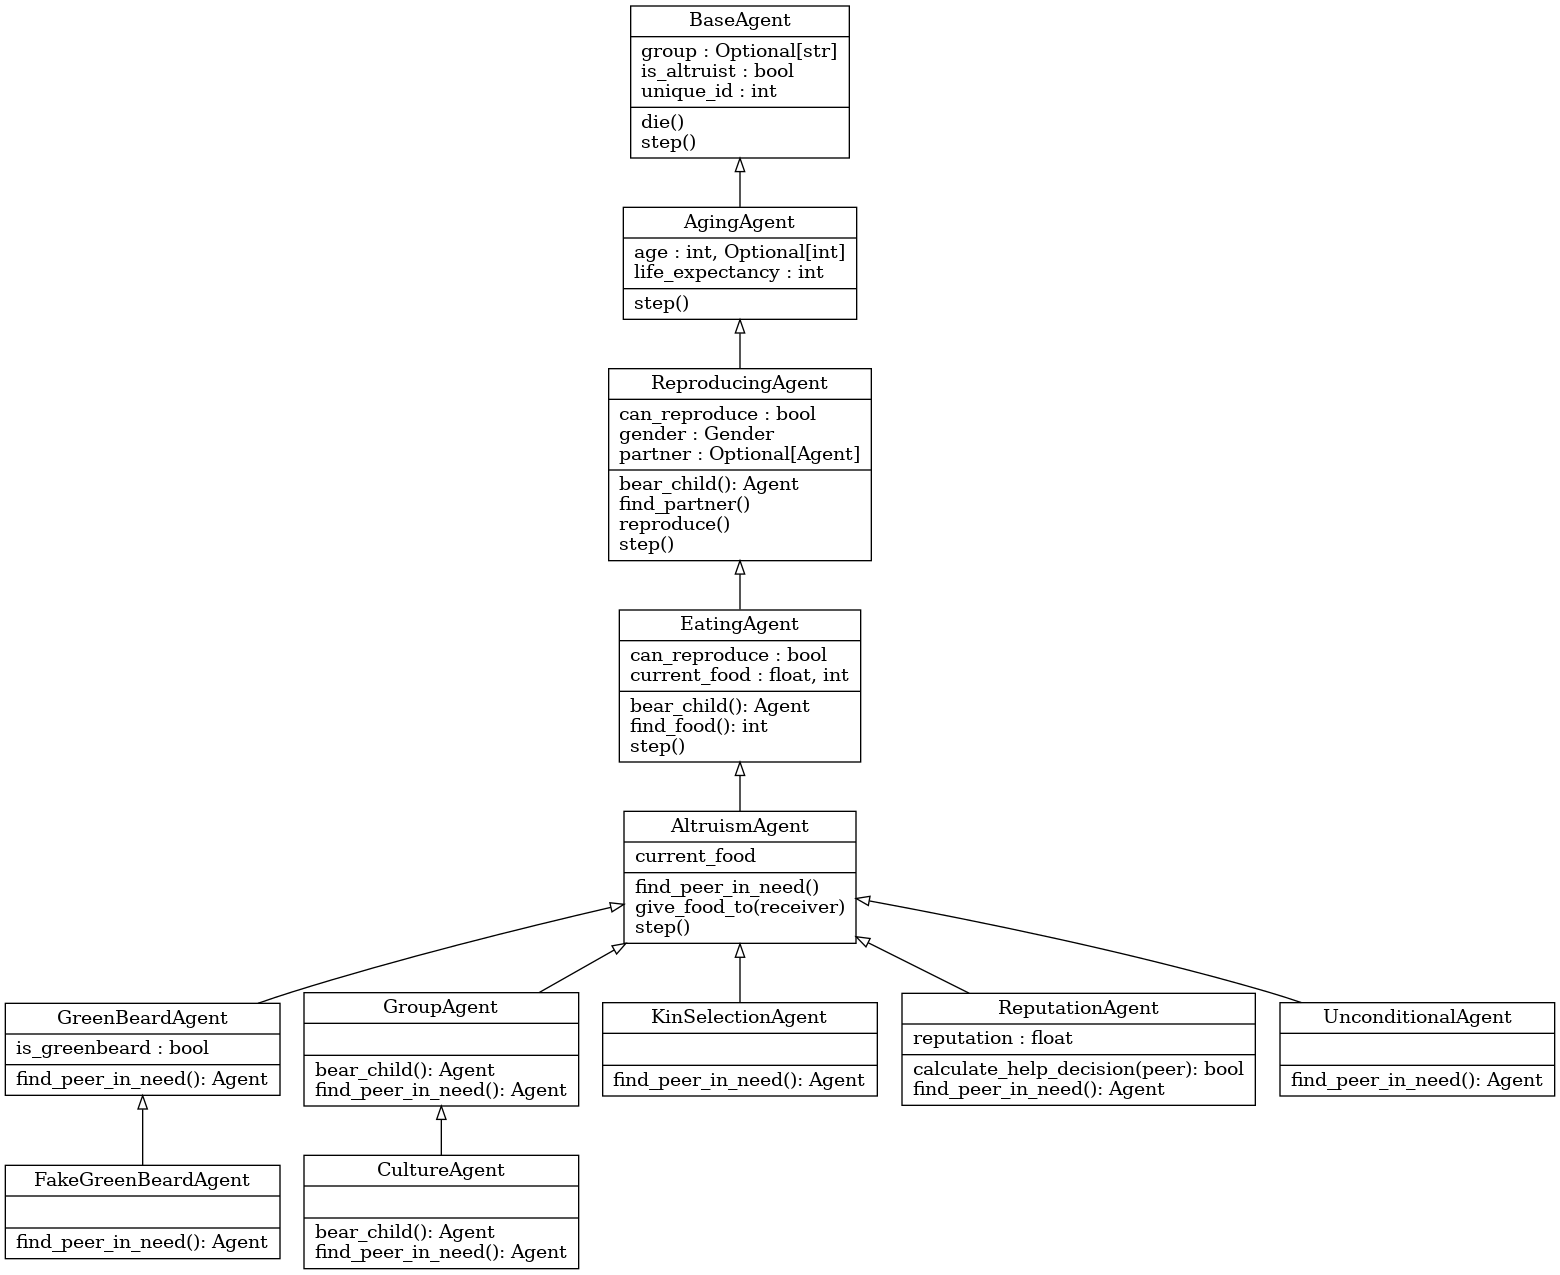 BaseAgent
group : Optional[str]
is_altruist : bool
unique_id : int
die()
step()
AgingAgent
age : int, Optional[int]
life_expectancy : int
step()
ReproducingAgent
can_reproduce : bool
gender : Gender
partner : Optional[Agent]
bear_child(): Agent
find_partner()
reproduce()
step()
EatingAgent
can_reproduce : bool
current_food : float, int
bear_child(): Agent
find_food(): int
step()
AltruismAgent
current_food
find_peer_in_need()
give_food_to(receiver)
step()
GreenBeardAgent
is_greenbeard : bool
find_peer_in_need(): Agent
GroupAgent
bear_child(): Agent
find_peer_in_need(): Agent
KinSelectionAgent
find_peer_in_need(): Agent
ReputationAgent
reputation : float
calculate_help_decision(peer): bool
find_peer_in_need(): Agent
UnconditionalAgent
find_peer_in_need(): Agent
FakeGreenBeardAgent
find_peer_in_need(): Agent
CultureAgent
bear_child(): Agent
find_peer_in_need(): Agent